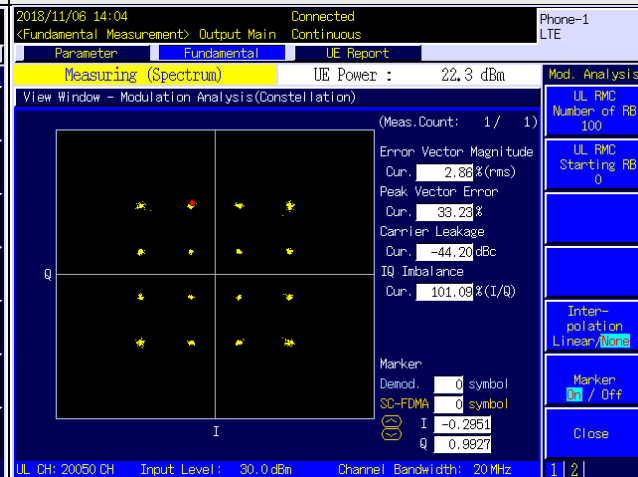 2018/11/06 14:04 Connected Phone-1
<Fundamental Measurement> Output Main Continuous LTE
Parameter Fundamental UE Report
Measuring (Spectrum) UE Power : 22.3 dBm Mod. Analysis
View Window - Modulation Analysis(Constellation)
(Meas.Count: 1/ 1)
Error Vector Magnitude
Cur. 2.86 %(rms)
Peak Vector Error
Cur. 33.23 %
Carrier Leakage
Cur. -44.20 dBc
IQ Imbalance
Cur. 101.09 %(I/Q)
Q
I
Marker
Demod. 0 symbol
SC-FDMA 0 symbol
I -0.2951
Q 0.9927
UL RMC
Number of RB
100
UL RMC
Starting RB
0
Inter-
polation
Linear/None
Marker
On / Off
Close
UL CH: 20050 CH Input Level: 30.0 dBm Channel Bandwidth: 20 MHz 1 2